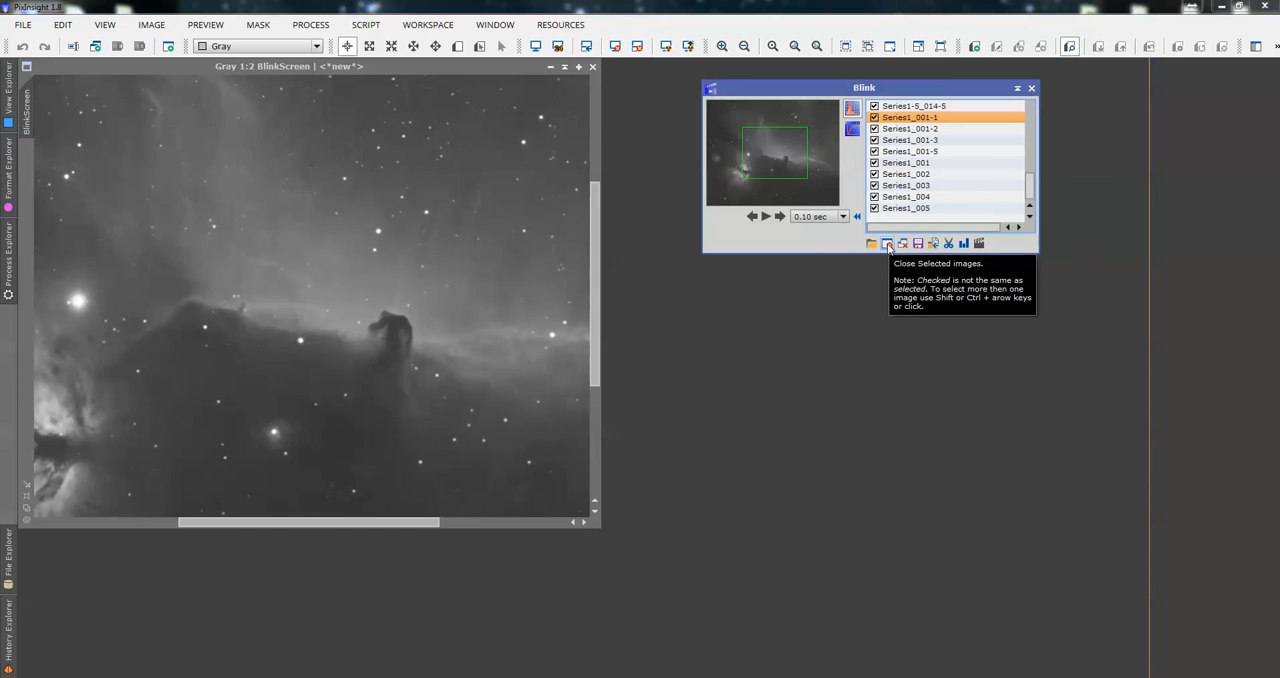 PixInsight 1.8
FILE EDIT VIEW IMAGE PREVIEW MASK PROCESS SCRIPT WORKSPACE WINDOW RESOURCES
Gray
Gray 1:2 BlinkScreen | <*new*>
BlinkScreen
View Explorer
Format Explorer
Process Explorer
File Explorer
History Explorer
Blink
Series1-5_014-5
Series1_001-1
Series1_001-2
Series1_001-3
Series1_001-5
Series1_001
Series1_002
Series1_003
Series1_004
Series1_005
0.10 sec
Close Selected images.
Note: Checked is not the same as
selected. To select more then one
image use Shift or Ctrl + arow keys
or click.